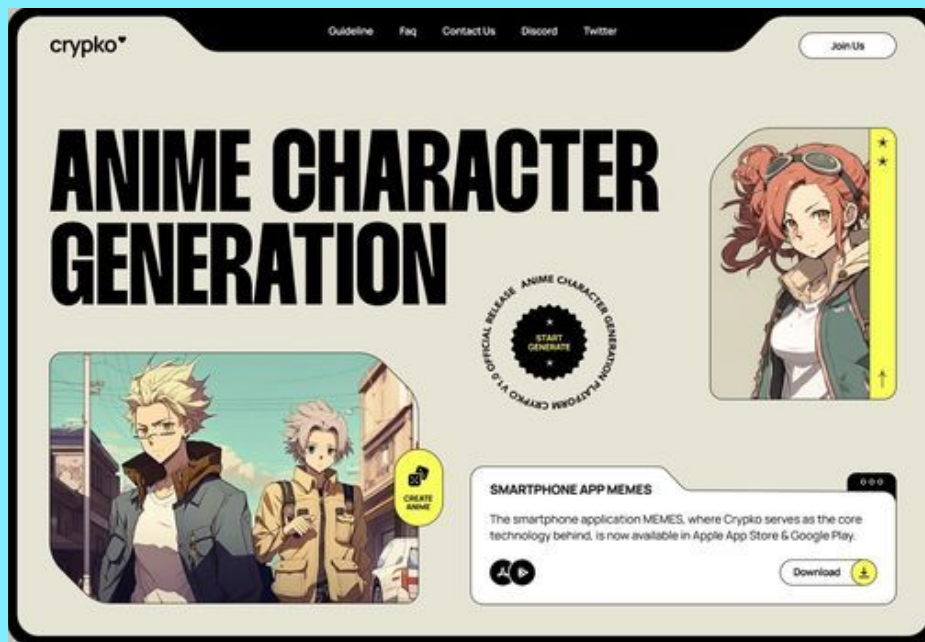 crypko
Guideline Faq Contact Us Discord Twitter
Join Us
ANIME CHARACTER
GENERATION
ANIME CHARACTER GENERATION PLATFORM CRYPKO V1.0 OFFICIAL RELEASE
START
GENERATE
CREATE
ANIME
SMARTPHONE APP MEMES
The smartphone application MEMES, where Crypko serves as the core
technology behind, is now available in Apple App Store & Google Play.
Download